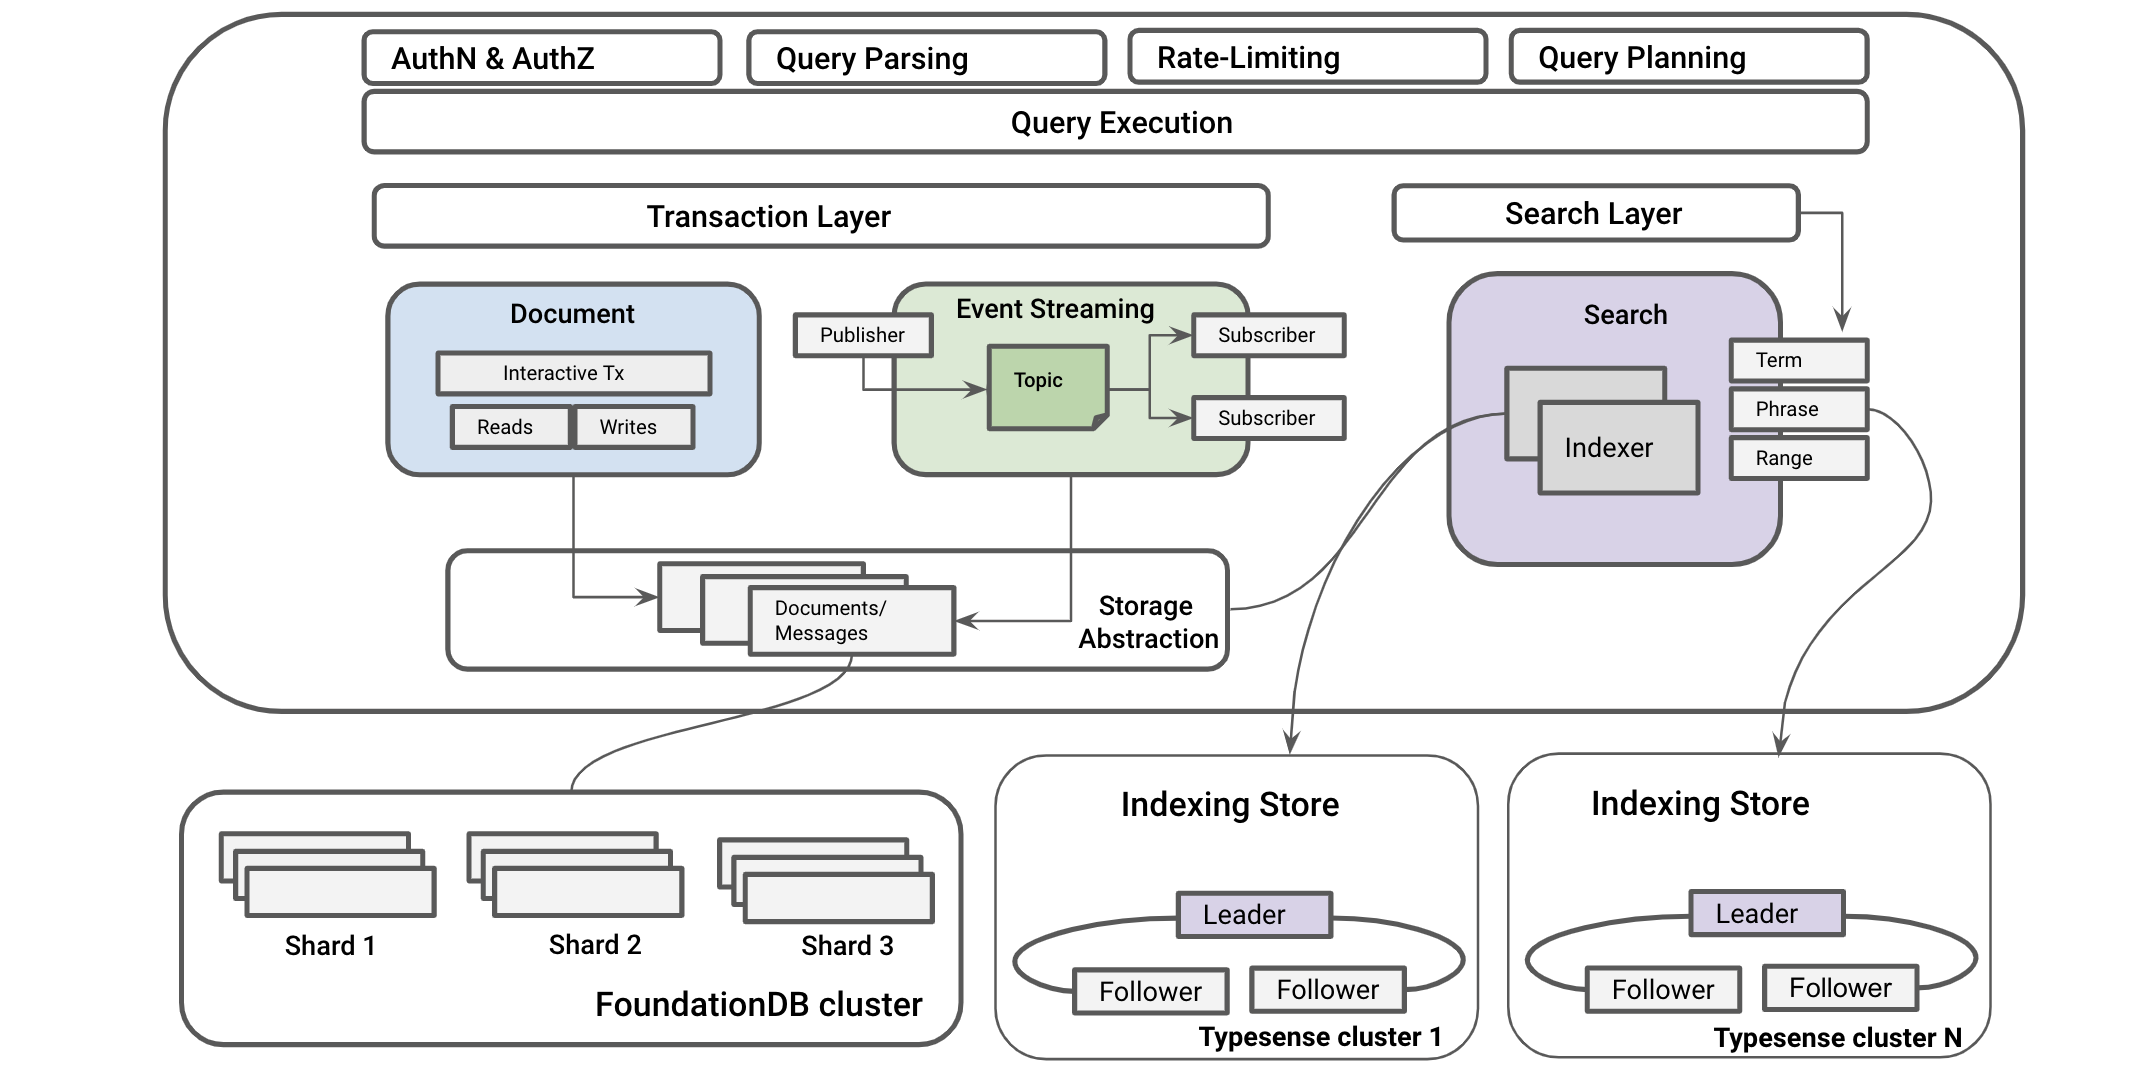 AuthN & AuthZ
Query Parsing
Rate-Limiting
Query Planning
Query Execution
Transaction Layer
Search Layer
Document
Interactive Tx
Reads
Writes
Publisher
Event Streaming
Topic
Subscriber
Subscriber
Search
Indexer
Term
Phrase
Range
Documents/
Messages
Storage
Abstraction
Shard 1
Shard 2
Shard 3
FoundationDB cluster
Indexing Store
Leader
Follower
Follower
Typesense cluster 1
Indexing Store
Leader
Follower
Follower
Typesense cluster N